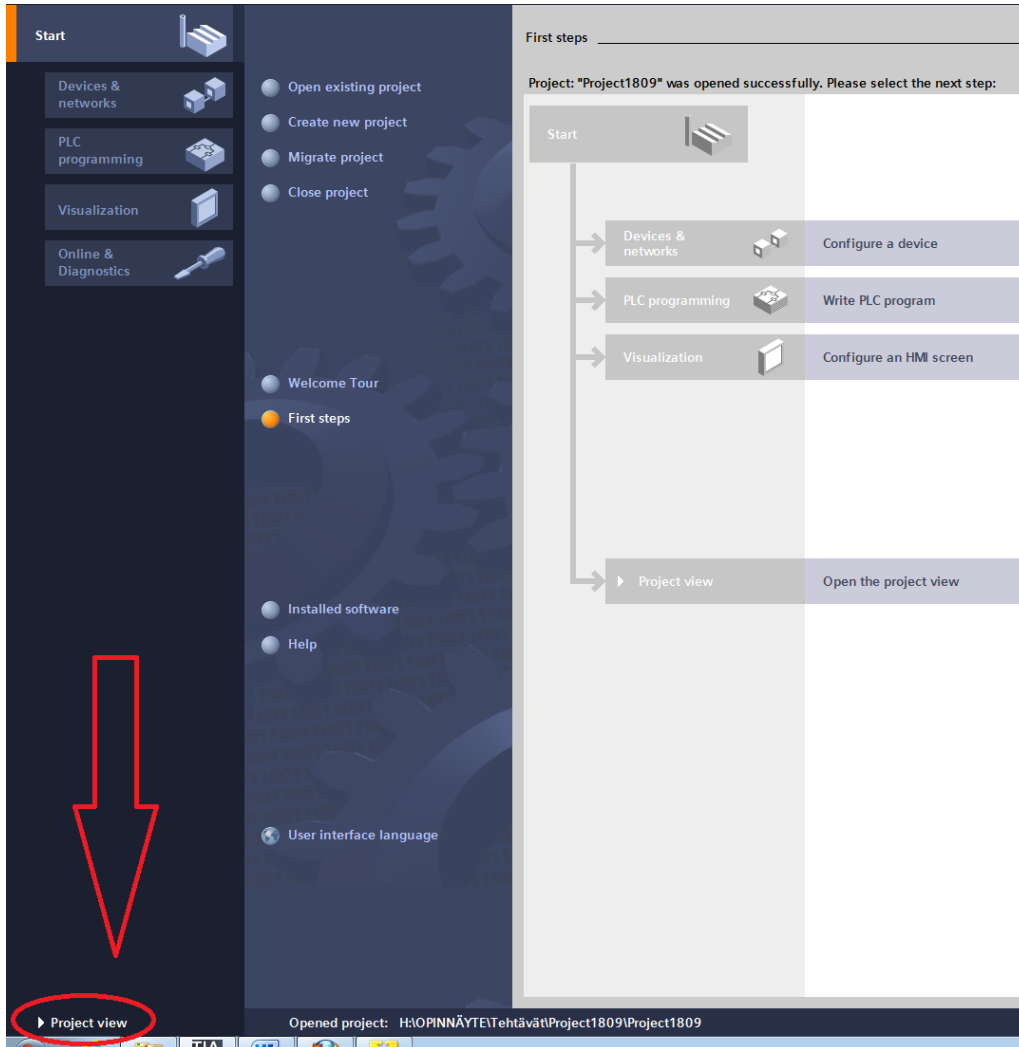 Start
Devices &
networks
PLC
programming
Visualization
Online &
Diagnostics
Open existing project
Create new project
Migrate project
Close project
Welcome Tour
First steps
Installed software
Help
User interface language
First steps
Project: "Project1809" was opened successfully. Please select the next step:
Start
Devices &
networks
Configure a device
PLC programming
Write PLC program
Visualization
Configure an HMI screen
Project view
Open the project view
Project view
Opened project: H:\OPINNÄYTE\Tehtävät\Project1809\Project1809
TIA